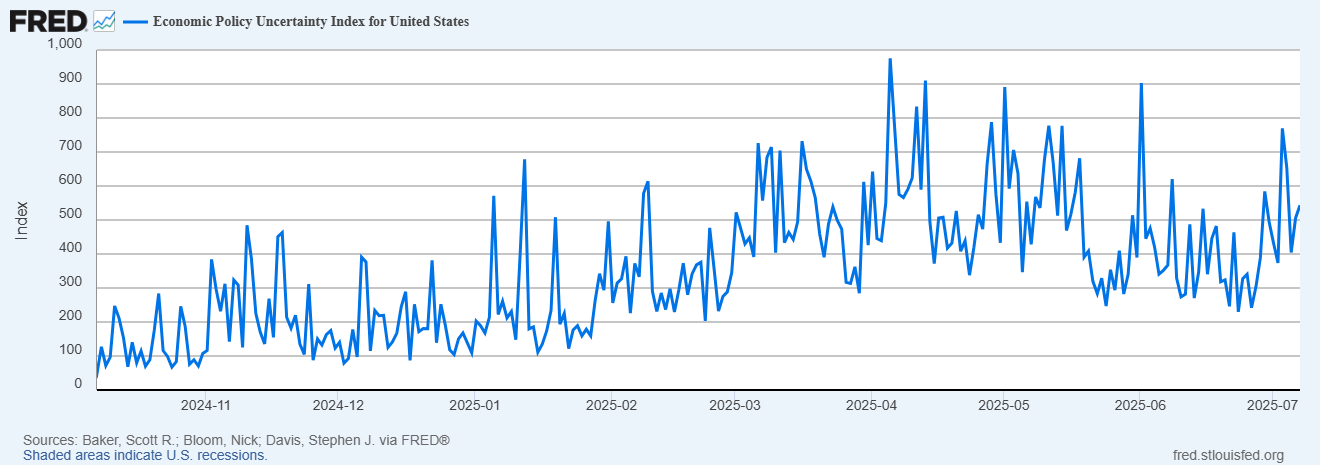 FRED® Economic Policy Uncertainty Index for United States
1,000
900
800
700
600
500
400
300
200
100
0
Index
2024-11 2024-12 2025-01 2025-02 2025-03 2025-04 2025-05 2025-06 2025-07
Sources: Baker, Scott R.; Bloom, Nick; Davis, Stephen J. via FRED®
Shaded areas indicate U.S. recessions. fred.stlouisfed.org